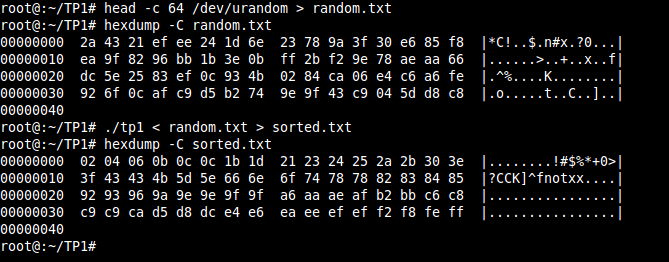 root@:~/TP1# head -c 64 /dev/urandom > random.txt
root@:~/TP1# hexdump -C random.txt
00000000  2a 43 21 ef ee 24 1d 6e  23 78 9a 3f 30 e6 85 f8  |*C!..$.n#x.?0...|
00000010  ea 9f 82 96 bb 1b 3e 0b  ff 2b f2 9e 78 ae aa 66  |......>..+..x..f|
00000020  dc 5e 25 83 ef 0c 93 4b  02 84 ca 06 e4 c6 a6 fe  |.^%....K........|
00000030  92 6f 0c af c9 d5 b2 74  9e 9f 43 c9 04 5d d8 c8  |.o.....t..C..]..|
00000040
root@:~/TP1# ./tp1 < random.txt > sorted.txt
root@:~/TP1# hexdump -C sorted.txt
00000000  02 04 06 0b 0c 0c 1b 1d  21 23 24 25 2a 2b 30 3e  |........!#$%*+0>|
00000010  3f 43 43 4b 5d 5e 66 6e  6f 74 78 78 82 83 84 85  |?CCK]^fnotxx....|
00000020  92 93 96 9a 9e 9e 9f 9f  a6 aa ae af b2 bb c6 c8  |................|
00000030  c9 c9 ca d5 d8 dc e4 e6  ea ee ef ef f2 f8 fe ff  |................|
00000040
root@:~/TP1#